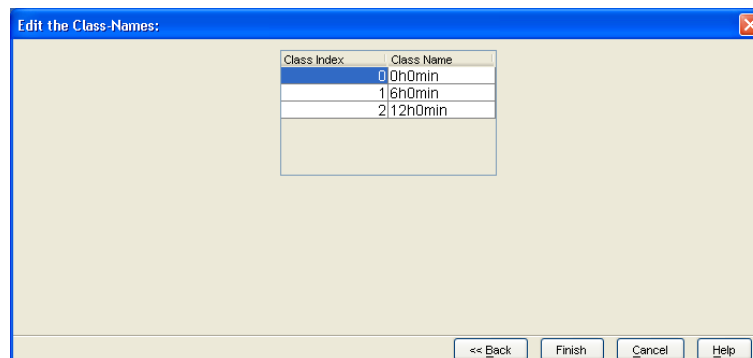 Edit the Class-Names:
Class Index Class Name
0 0h0min
1 6h0min
2 12h0min
<< Back Finish Cancel Help